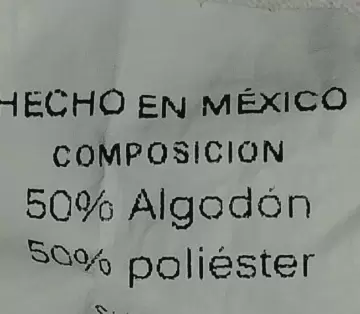 HECHO EN MÉXICO
COMPOSICION
50% Algodón
50% poliéster